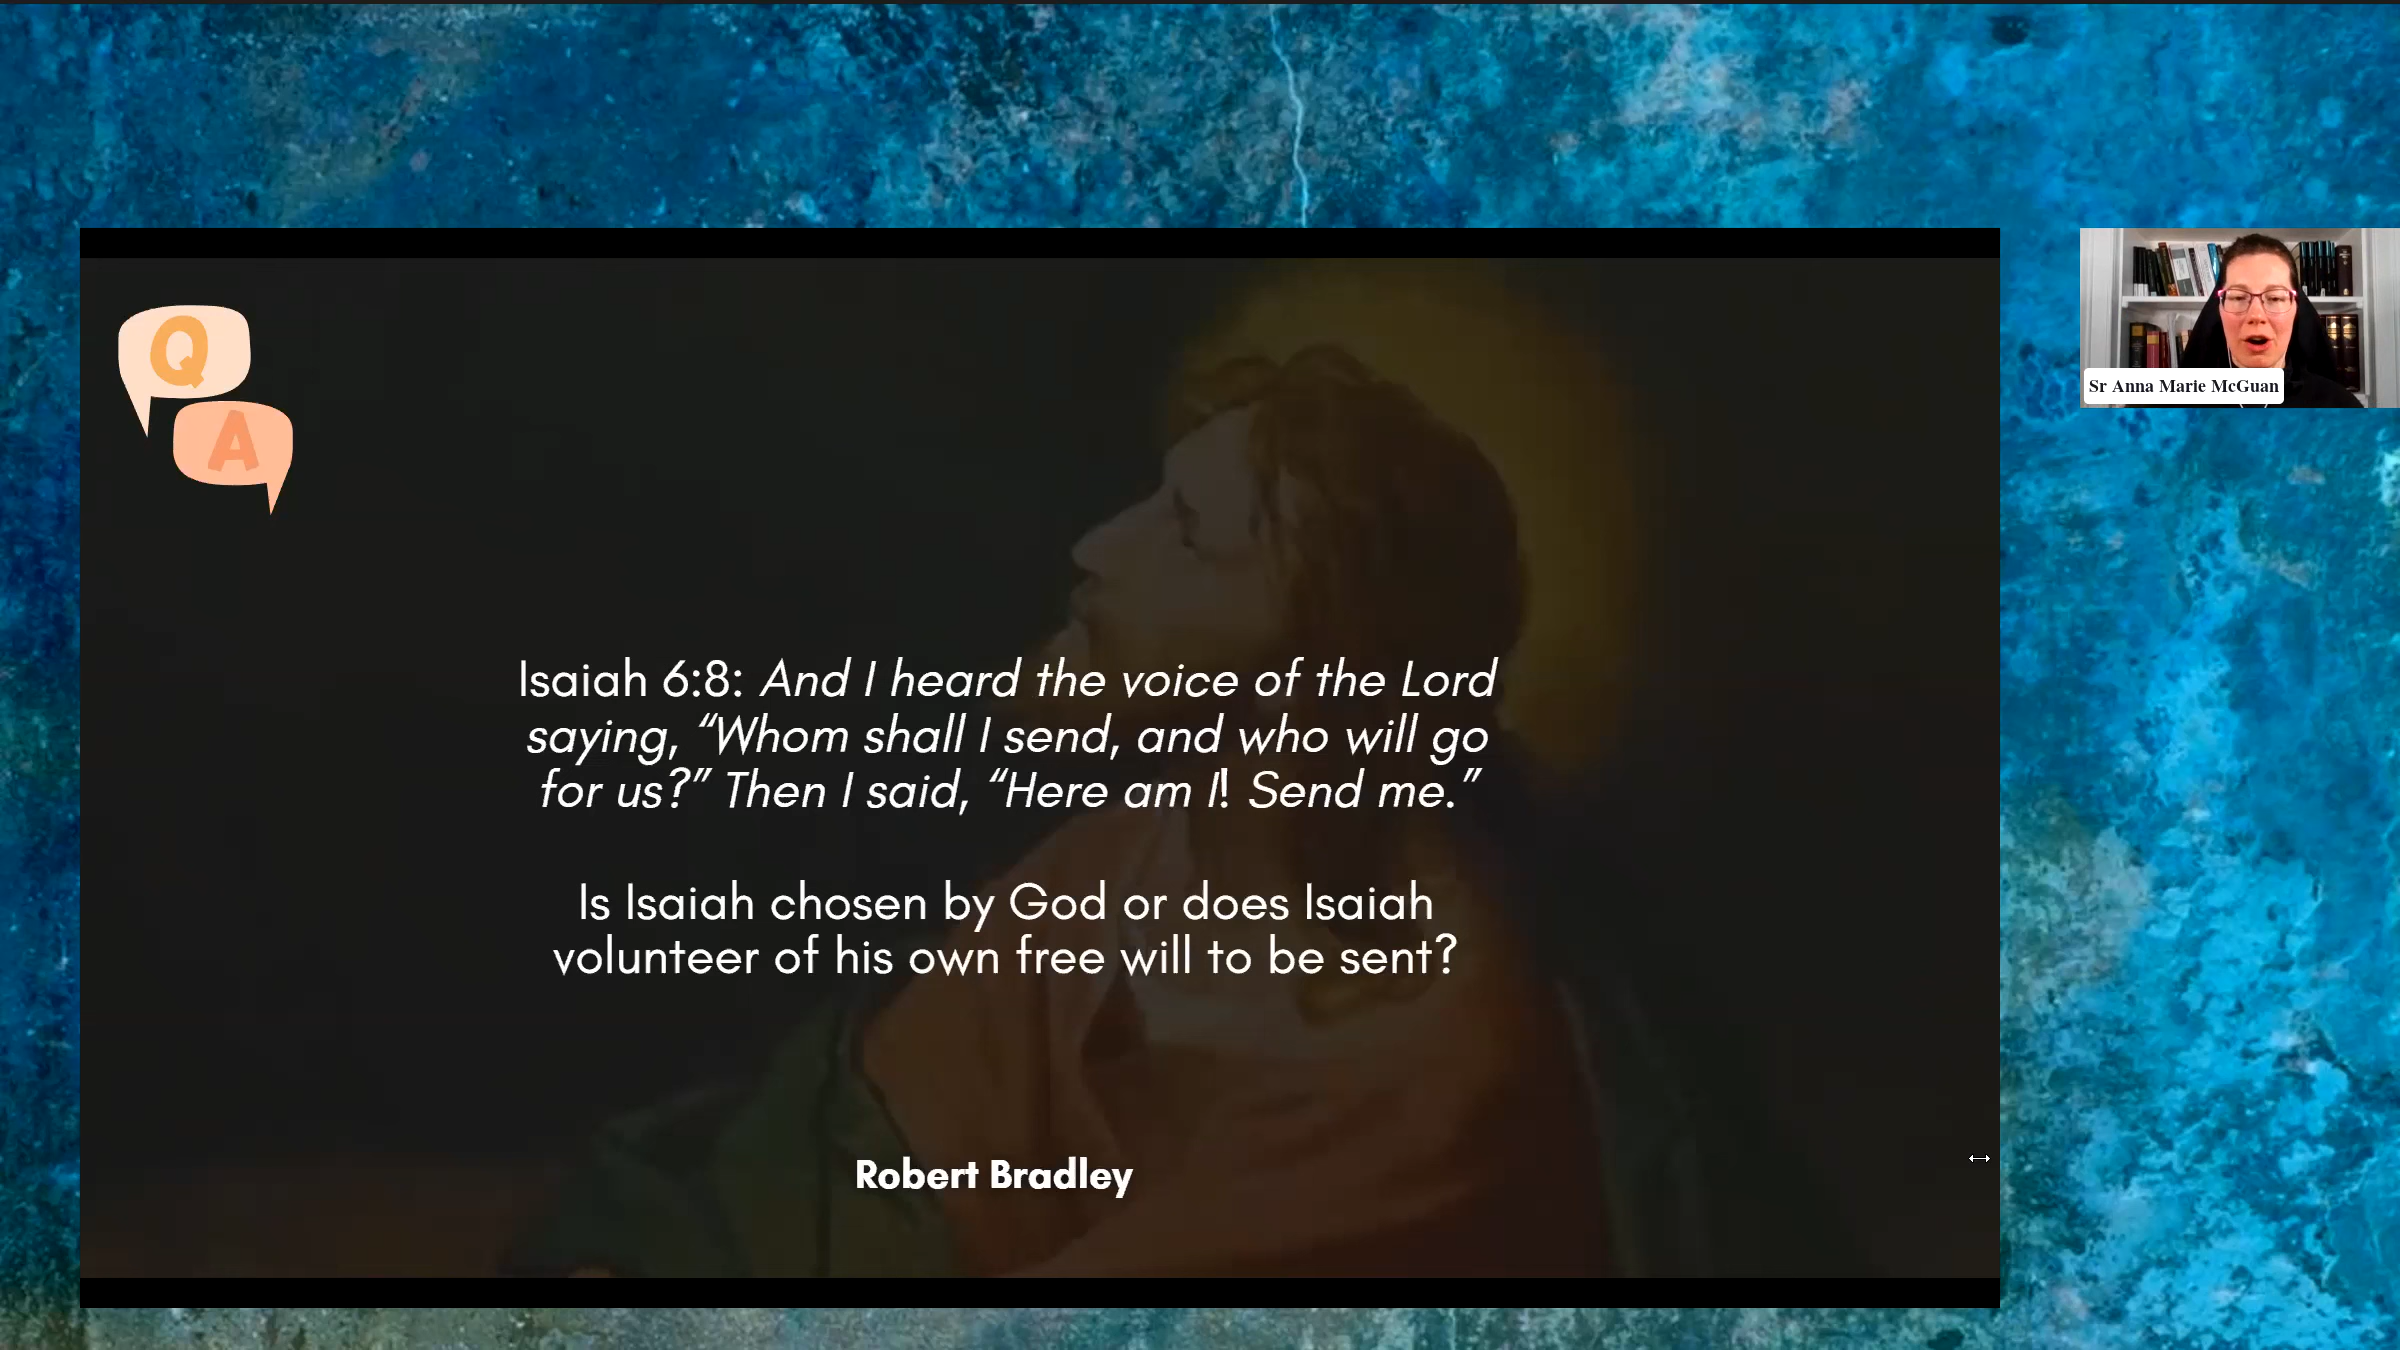 Q
A
Isaiah 6:8: And I heard the voice of the Lord
saying, “Whom shall I send, and who will go
for us?” Then I said, “Here am I! Send me.”
Is Isaiah chosen by God or does Isaiah
volunteer of his own free will to be sent?
Robert Bradley
Sr Anna Marie McGuan